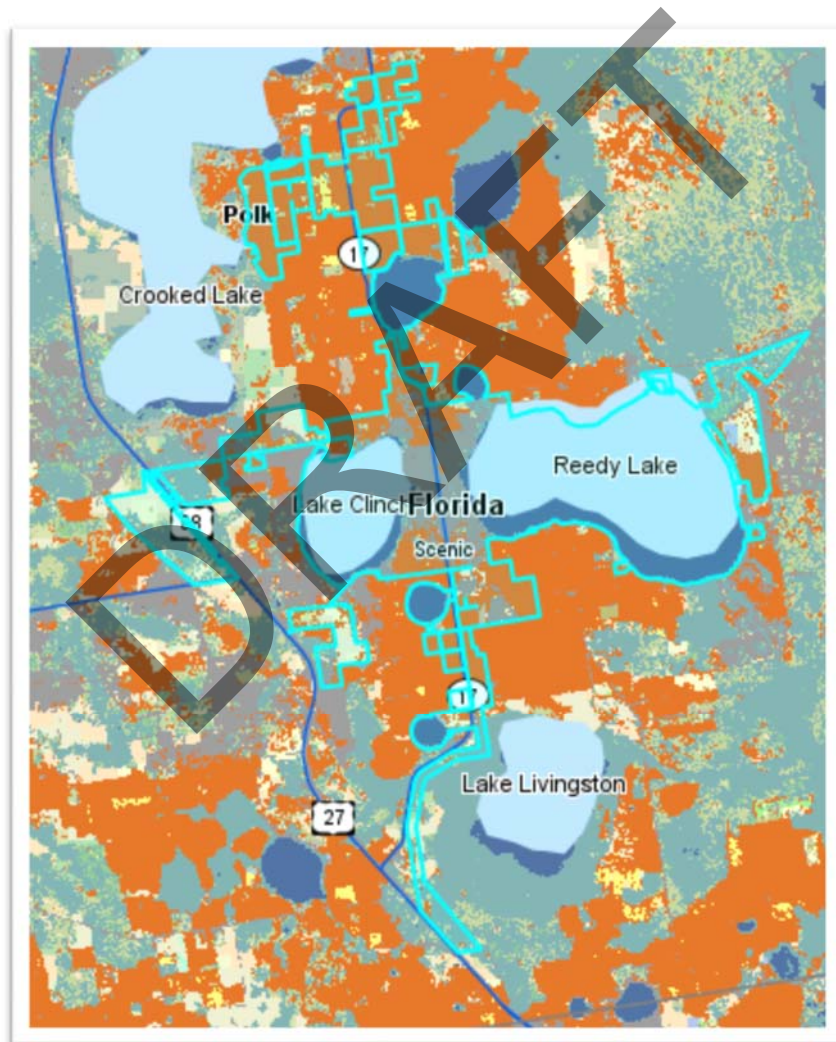 Polk
17
Crooked Lake
Reedy Lake
Lake Clinch
Florida
Scenic
17
Lake Livingston
27
DRAFT